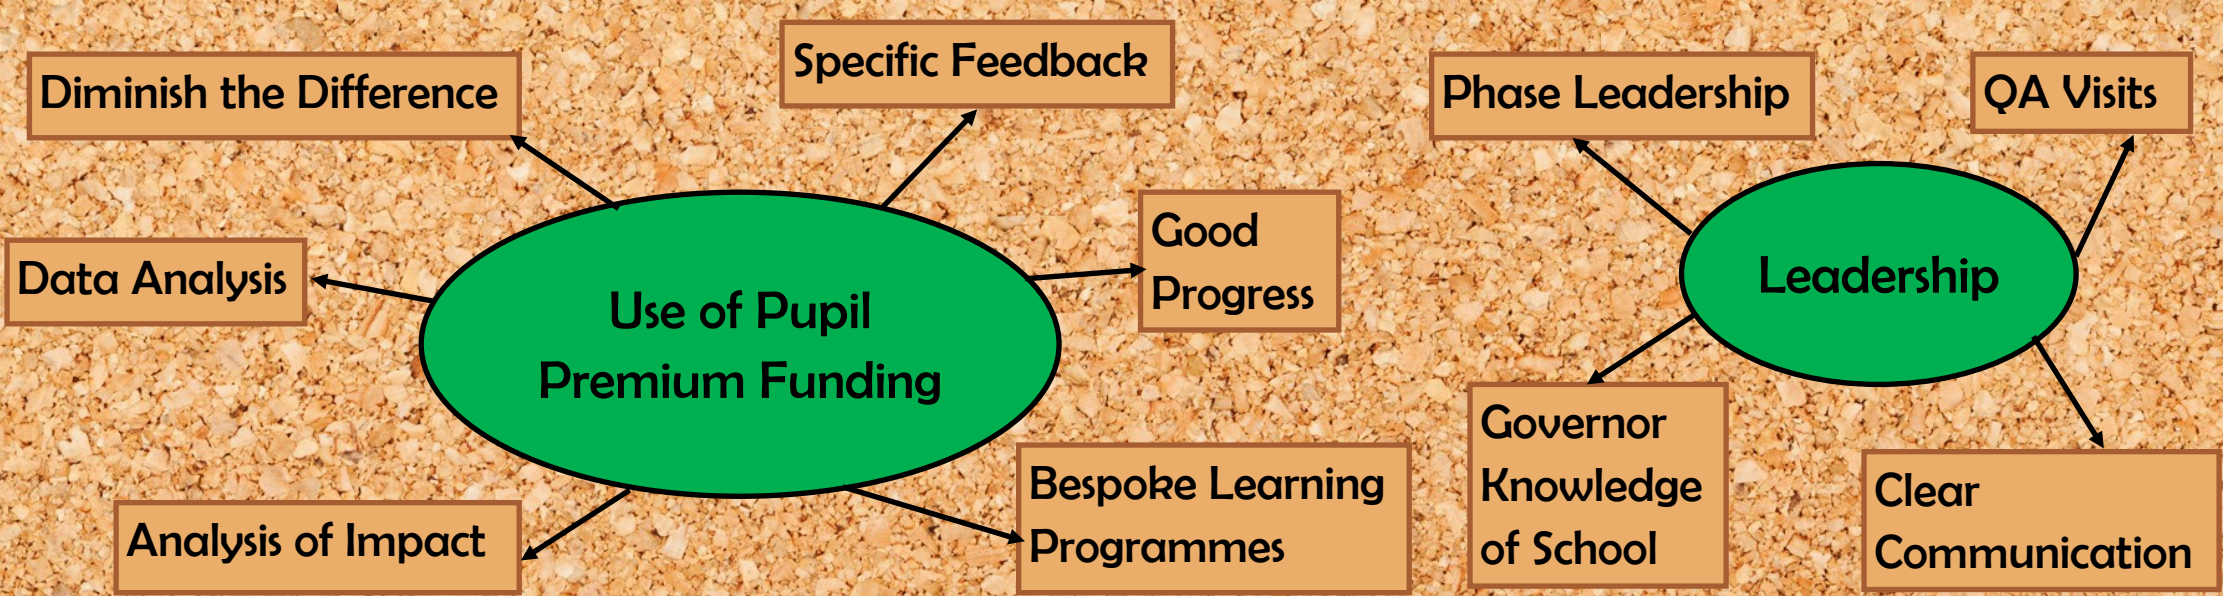 Diminish the Difference
Specific Feedback
Data Analysis
Good
Progress
Use of Pupil
Premium Funding
Analysis of Impact
Bespoke Learning
Programmes
Phase Leadership
QA Visits
Leadership
Governor
Knowledge
of School
Clear
Communication